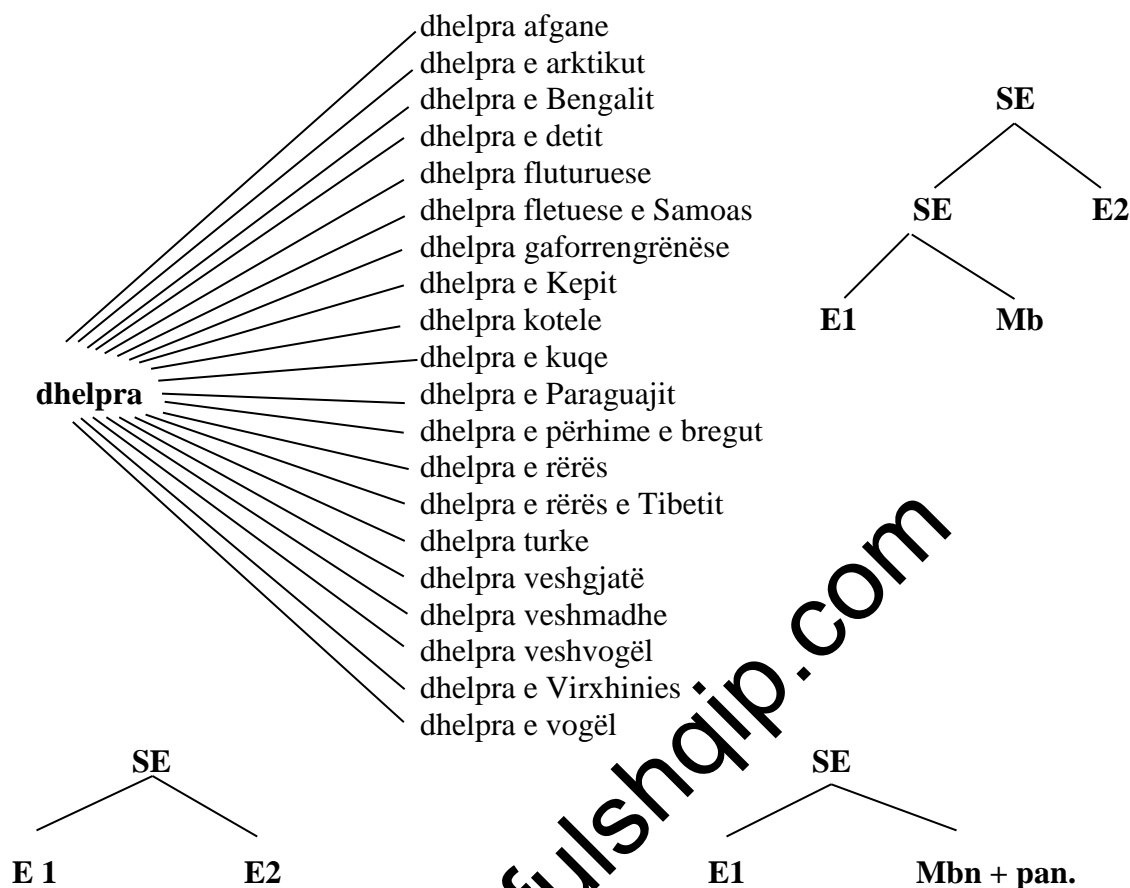 dhelpra afgane
dhelpra e arktikut
dhelpra e Bengalit
dhelpra e detit
dhelpra fluturuese
dhelpra fletuese e Samoas
dhelpra gaforrengrënëse
dhelpra e Kepit
dhelpra kotele
dhelpra e kuqe
dhelpra
dhelpra e Paraguajit
dhelpra e përhime e bregut
dhelpra e rërës
dhelpra e rërës e Tibetit
dhelpra turke
dhelpra veshgjatë
dhelpra veshmadhe
dhelpra veshvogël
dhelpra e Virxhinies
dhelpra e vogël
SE
SE E2
E1 Mb
SE
E 1 E2
SE
E1 Mbn + pan.
fulshqip.com